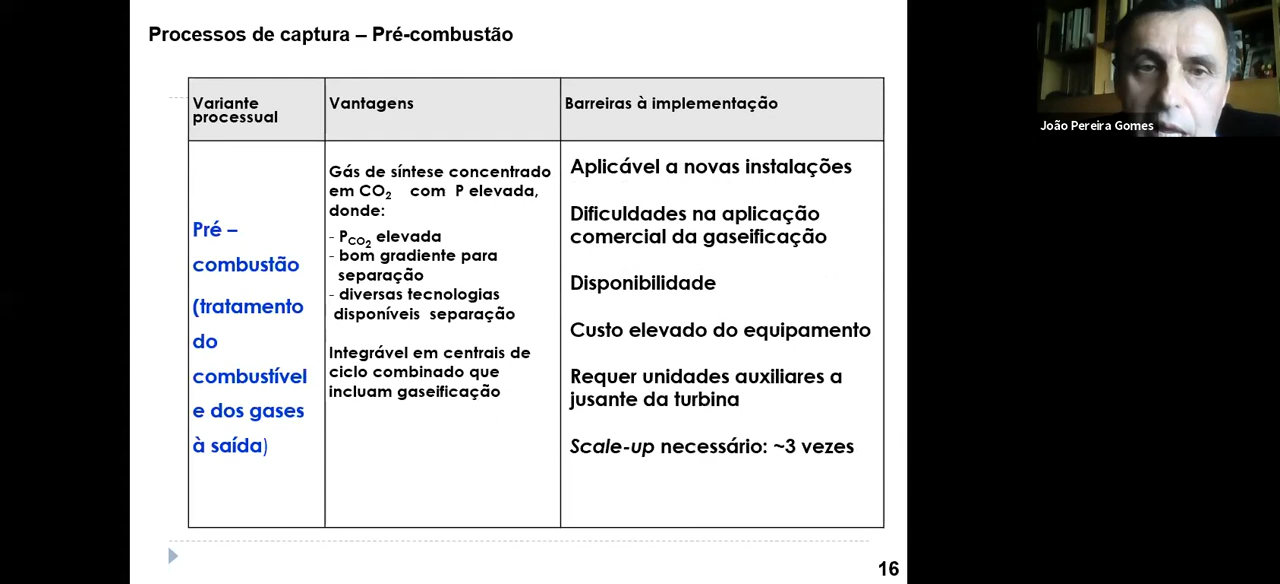 Processos de captura – Pré-combustão
Variante
processual
Vantagens
Barreiras à implementação
Pré –
combustão
(tratamento
do
combustível
e dos gases
à saída)
Gás de síntese concentrado
em CO₂ com P elevada,
donde:
- P_CO₂ elevada
- bom gradiente para
separação
- diversas tecnologias
disponíveis separação
Integrável em centrais de
ciclo combinado que
incluam gaseificação
Aplicável a novas instalações
Dificuldades na aplicação
comercial da gaseificação
Disponibilidade
Custo elevado do equipamento
Requer unidades auxiliares a
jusante da turbina
Scale-up necessário: ~3 vezes
16
João Pereira Gomes